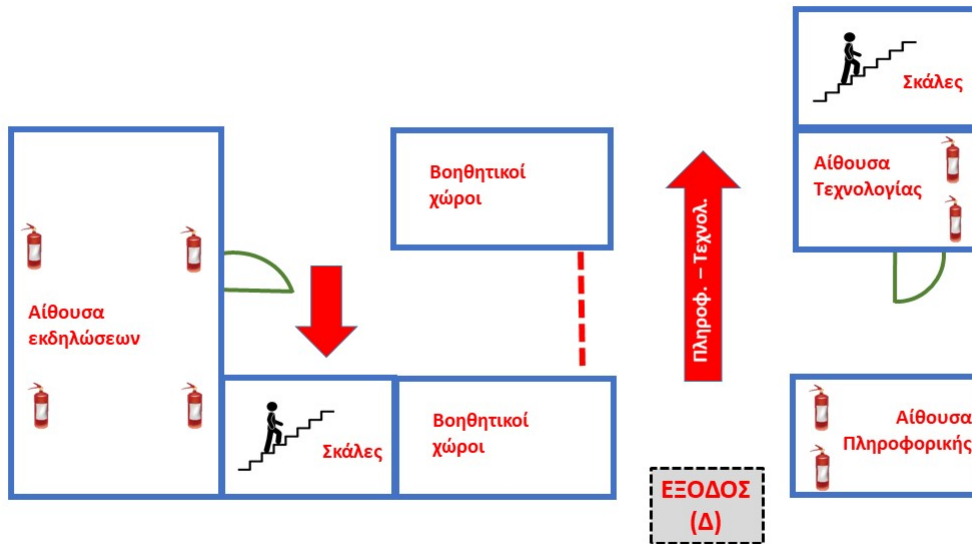 Σκάλες
Βοηθητικοί
χώροι
Αίθουσα
Τεχνολογίας
Πληροφ. – Τεχνολ.
Αίθουσα
εκδηλώσεων
Σκάλες
Βοηθητικοί
χώροι
Αίθουσα
Πληροφορικής
ΕΞΟΔΟΣ
(Δ)